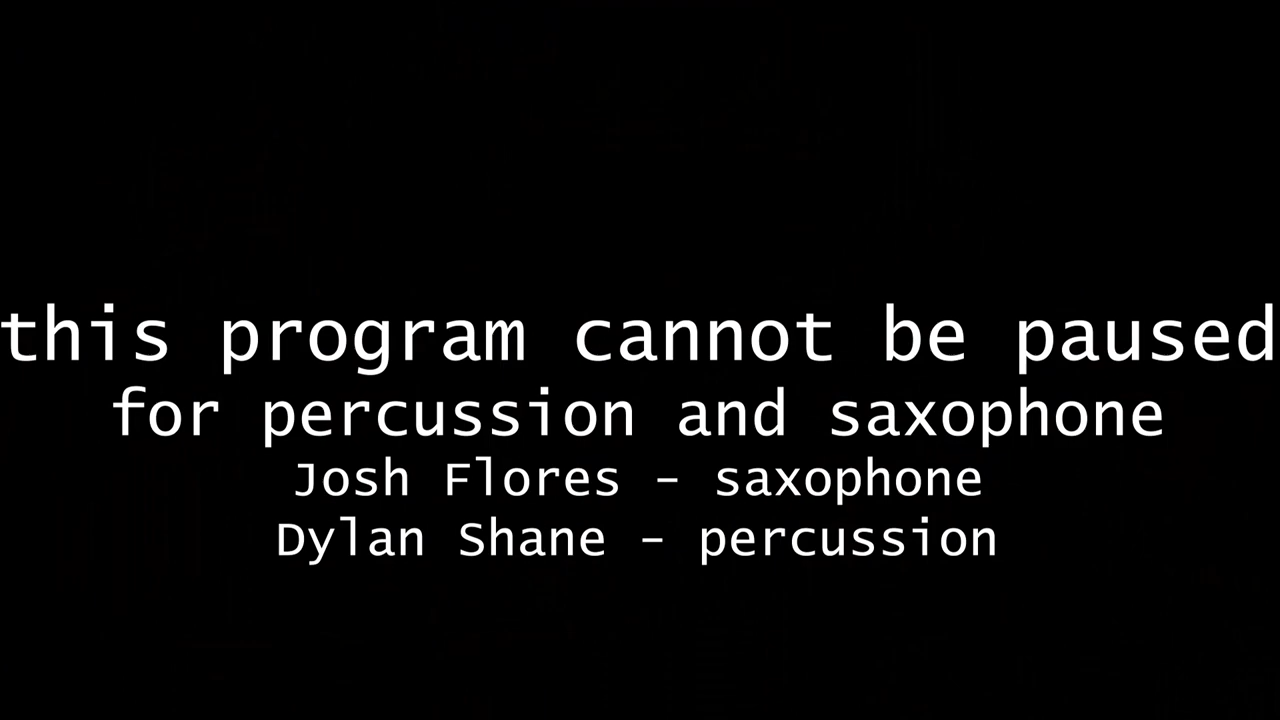 this program cannot be paused
for percussion and saxophone
Josh Flores – saxophone
Dylan Shane – percussion